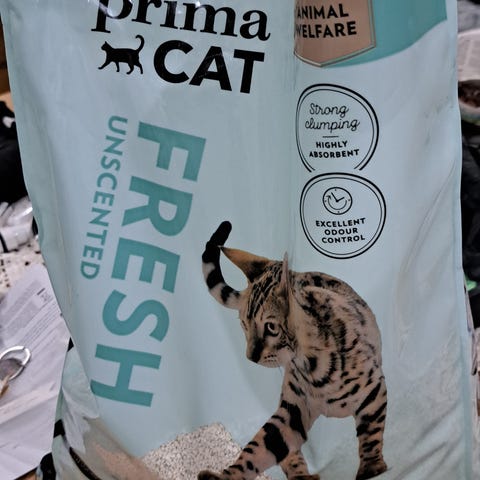 prima
CAT
ANIMAL
WELFARE
Strong
clumping
HIGHLY
ABSORBENT
EXCELLENT
ODOUR
CONTROL
FRESH
UNSCENTED